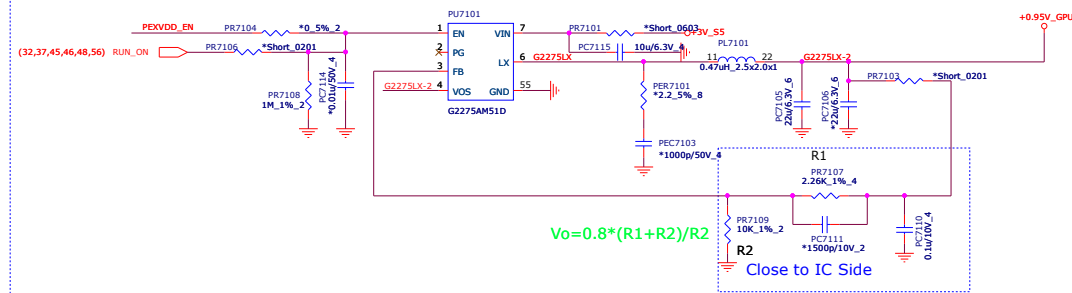 +0.95V_GPU
PU7101
PEXVDD_EN
PR7104
*0_5%_2
1
EN
VIN
7
PR7101
*Short_0603
+3V_S5
(32,37,45,46,48,56)
RUN_ON
PR7106
*Short_0201
2
PG
PC7115
10u/6.3V_4
PL7101
3
FB
LX
6
G2275LX
11
22
G2275LX-2
0.47uH_2.5x2.0x1
PR7103
*Short_0201
G2275LX-2
4
VOS
GND
55
G2275AM51D
PR7108
1M_1%_2
PC7114
*0.01u/50V_4
PER7101
*2.2_5%_8
PC7105
22u/6.3V_6
PC7106
*22u/6.3V_6
PEC7103
*1000p/50V_4
R1
PR7107
2.26K_1%_4
PR7109
10K_1%_2
R2
PC7111
*1500p/10V_2
PC7110
0.1u/10V_4
Vo=0.8*(R1+R2)/R2
Close to IC Side